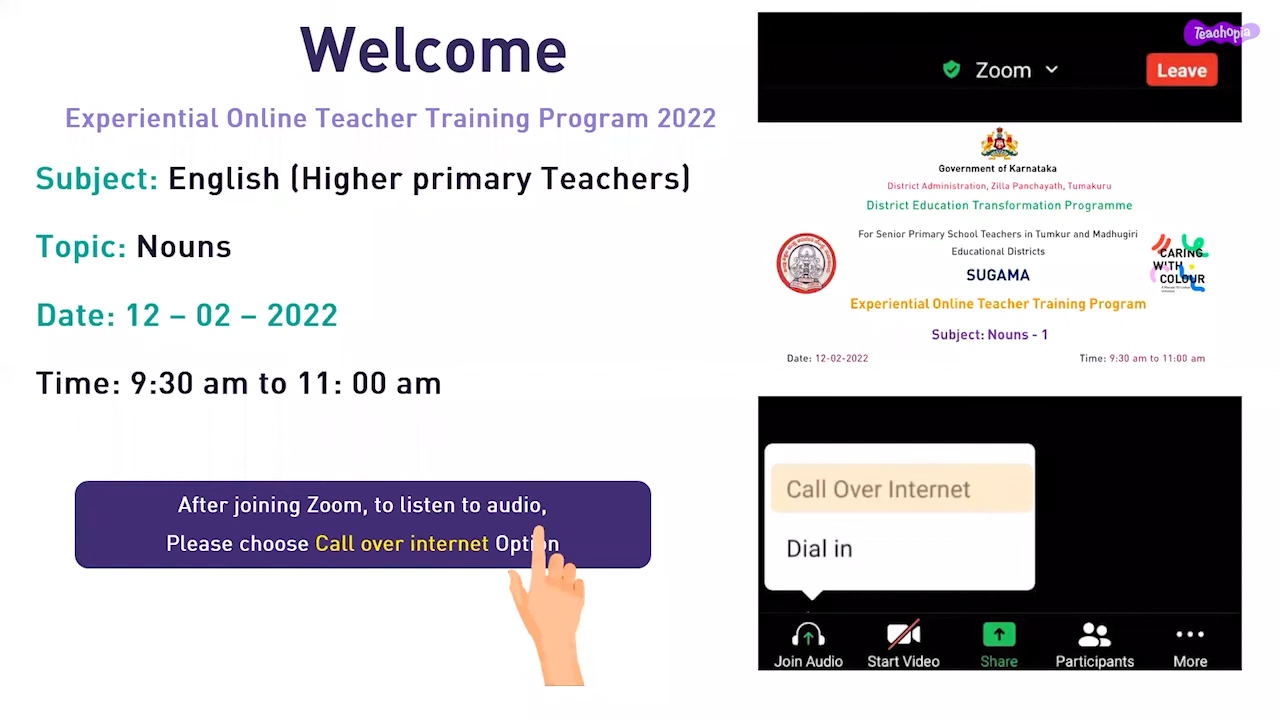 Welcome
Experiential Online Teacher Training Program 2022
Subject: English (Higher primary Teachers)
Topic: Nouns
Date: 12 – 02 – 2022
Time: 9:30 am to 11: 00 am
After joining Zoom, to listen to audio,
Please choose Call over internet Option
Teachopia
Zoom
Leave
Government of Karnataka
District Administration, Zilla Panchayath, Tumakuru
District Education Transformation Programme
For Senior Primary School Teachers in Tumkur and Madhugiri
Educational Districts
SUGAMA
CARING
WITH
COLOUR
Experiential Online Teacher Training Program
Subject: Nouns - 1
Date: 12-02-2022
Time: 9:30 am to 11:00 am
Call Over Internet
Dial in
Join Audio
Start Video
Share
Participants
More